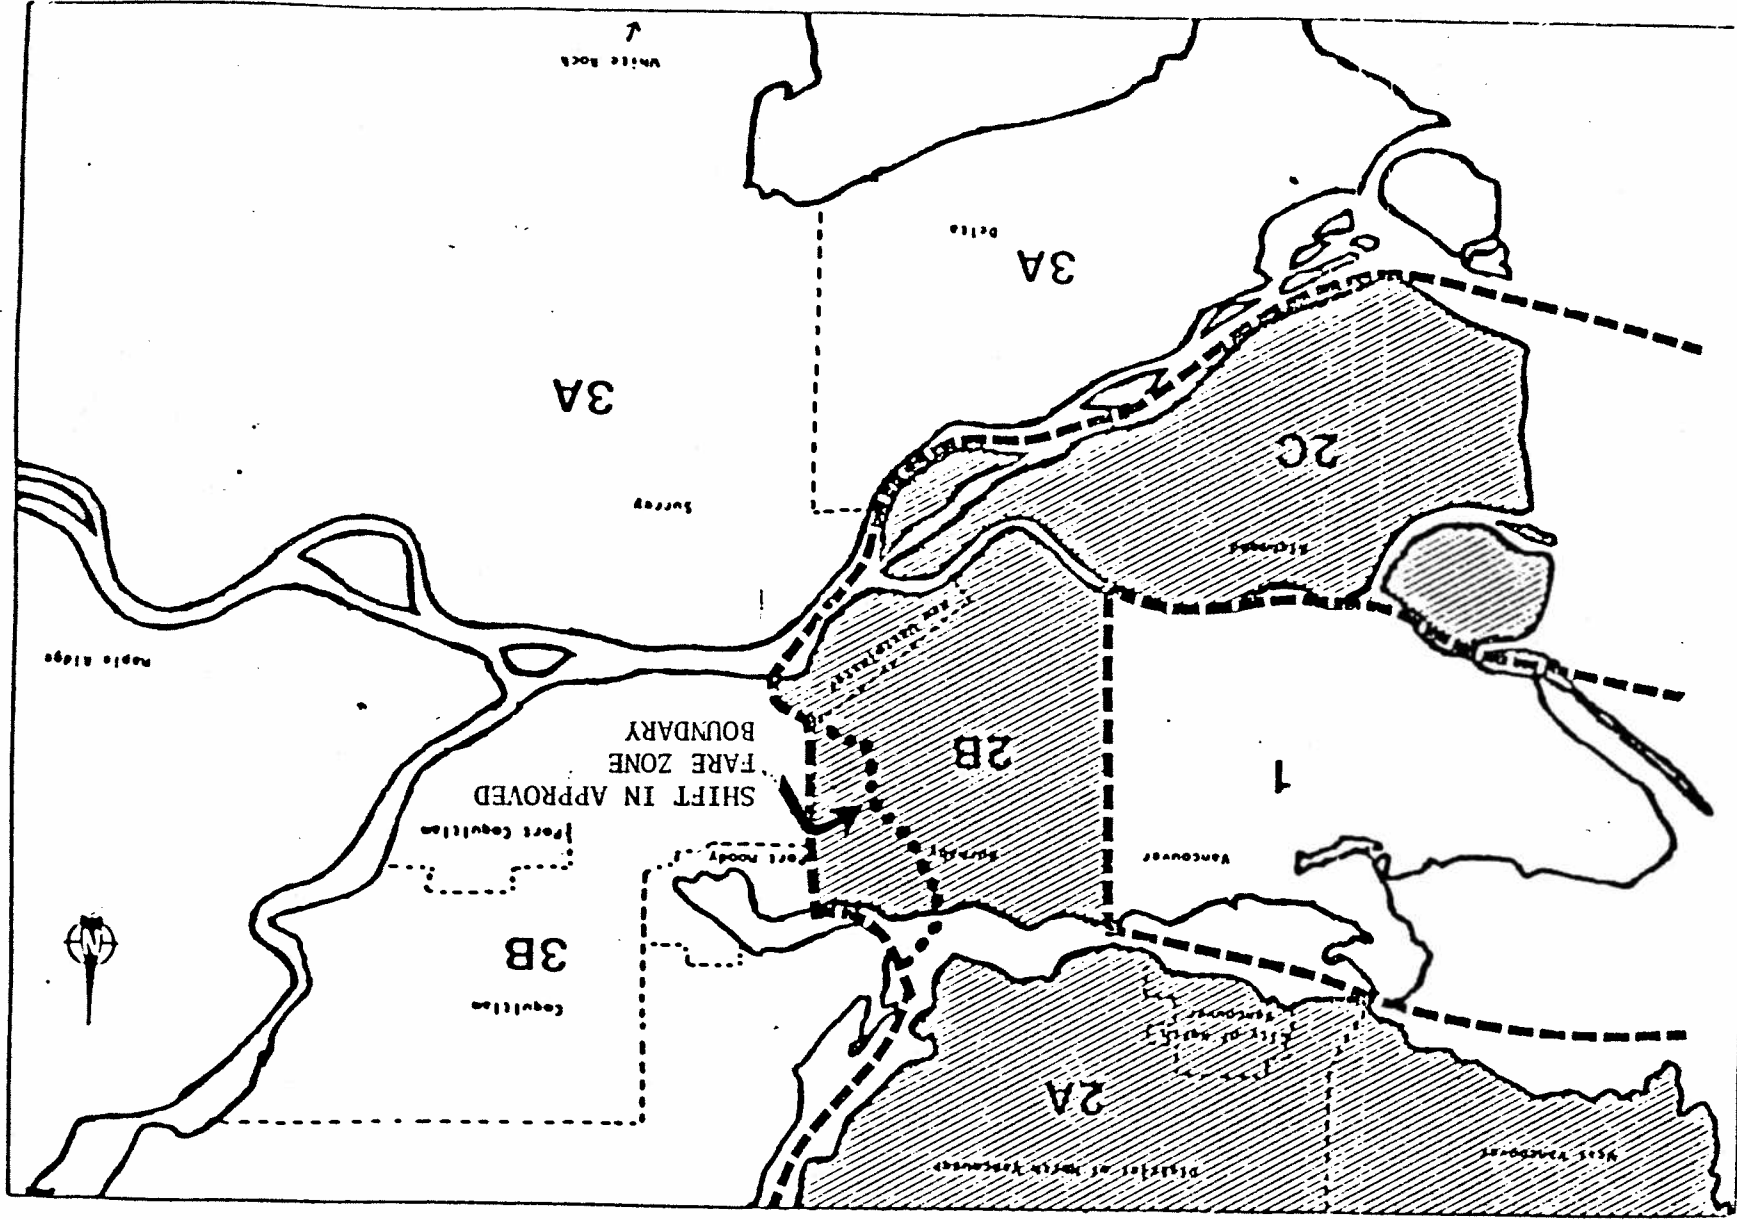 West Vancouver
District of North Vancouver
2A
City of North
Vancouver
Coquitlam
3B
N
Vancouver
Burnaby
Port Moody
Port Coquitlam
1
2B
SHIFT IN APPROVED
FARE ZONE
BOUNDARY
New Westminster
Maple Ridge
Richmond
2C
Surrey
3A
3A
Delta
White Rock